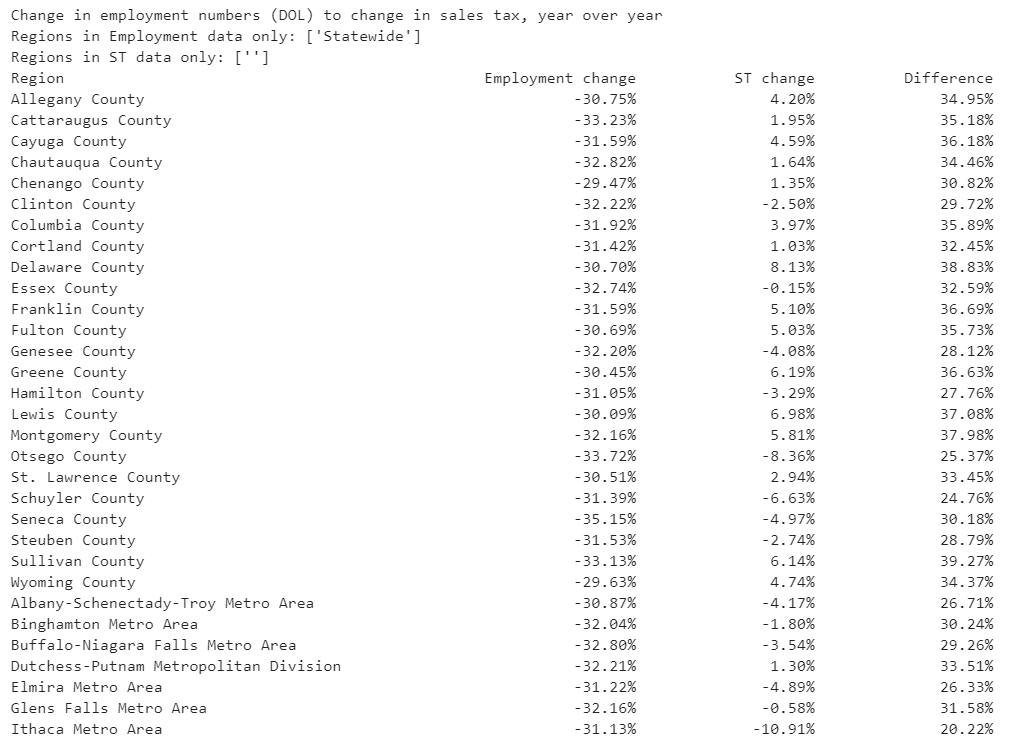 Change in employment numbers (DOL) to change in sales tax, year over year
Regions in Employment data only: ['Statewide']
Regions in ST data only: ['']
Region Employment change ST change Difference
Allegany County -30.75% 4.20% 34.95%
Cattaraugus County -33.23% 1.95% 35.18%
Cayuga County -31.59% 4.59% 36.18%
Chautauqua County -32.82% 1.64% 34.46%
Chenango County -29.47% 1.35% 30.82%
Clinton County -32.22% -2.50% 29.72%
Columbia County -31.92% 3.97% 35.89%
Cortland County -31.42% 1.03% 32.45%
Delaware County -30.70% 8.13% 38.83%
Essex County -32.74% -0.15% 32.59%
Franklin County -31.59% 5.10% 36.69%
Fulton County -30.69% 5.03% 35.73%
Genesee County -32.20% -4.08% 28.12%
Greene County -30.45% 6.19% 36.63%
Hamilton County -31.05% -3.29% 27.76%
Lewis County -30.09% 6.98% 37.08%
Montgomery County -32.16% 5.81% 37.98%
Otsego County -33.72% -8.36% 25.37%
St. Lawrence County -30.51% 2.94% 33.45%
Schuyler County -31.39% -6.63% 24.76%
Seneca County -35.15% -4.97% 30.18%
Steuben County -31.53% -2.74% 28.79%
Sullivan County -33.13% 6.14% 39.27%
Wyoming County -29.63% 4.74% 34.37%
Albany-Schenectady-Troy Metro Area -30.87% -4.17% 26.71%
Binghamton Metro Area -32.04% -1.80% 30.24%
Buffalo-Niagara Falls Metro Area -32.80% -3.54% 29.26%
Dutchess-Putnam Metropolitan Division -32.21% 1.30% 33.51%
Elmira Metro Area -31.22% -4.89% 26.33%
Glens Falls Metro Area -32.16% -0.58% 31.58%
Ithaca Metro Area -31.13% -10.91% 20.22%